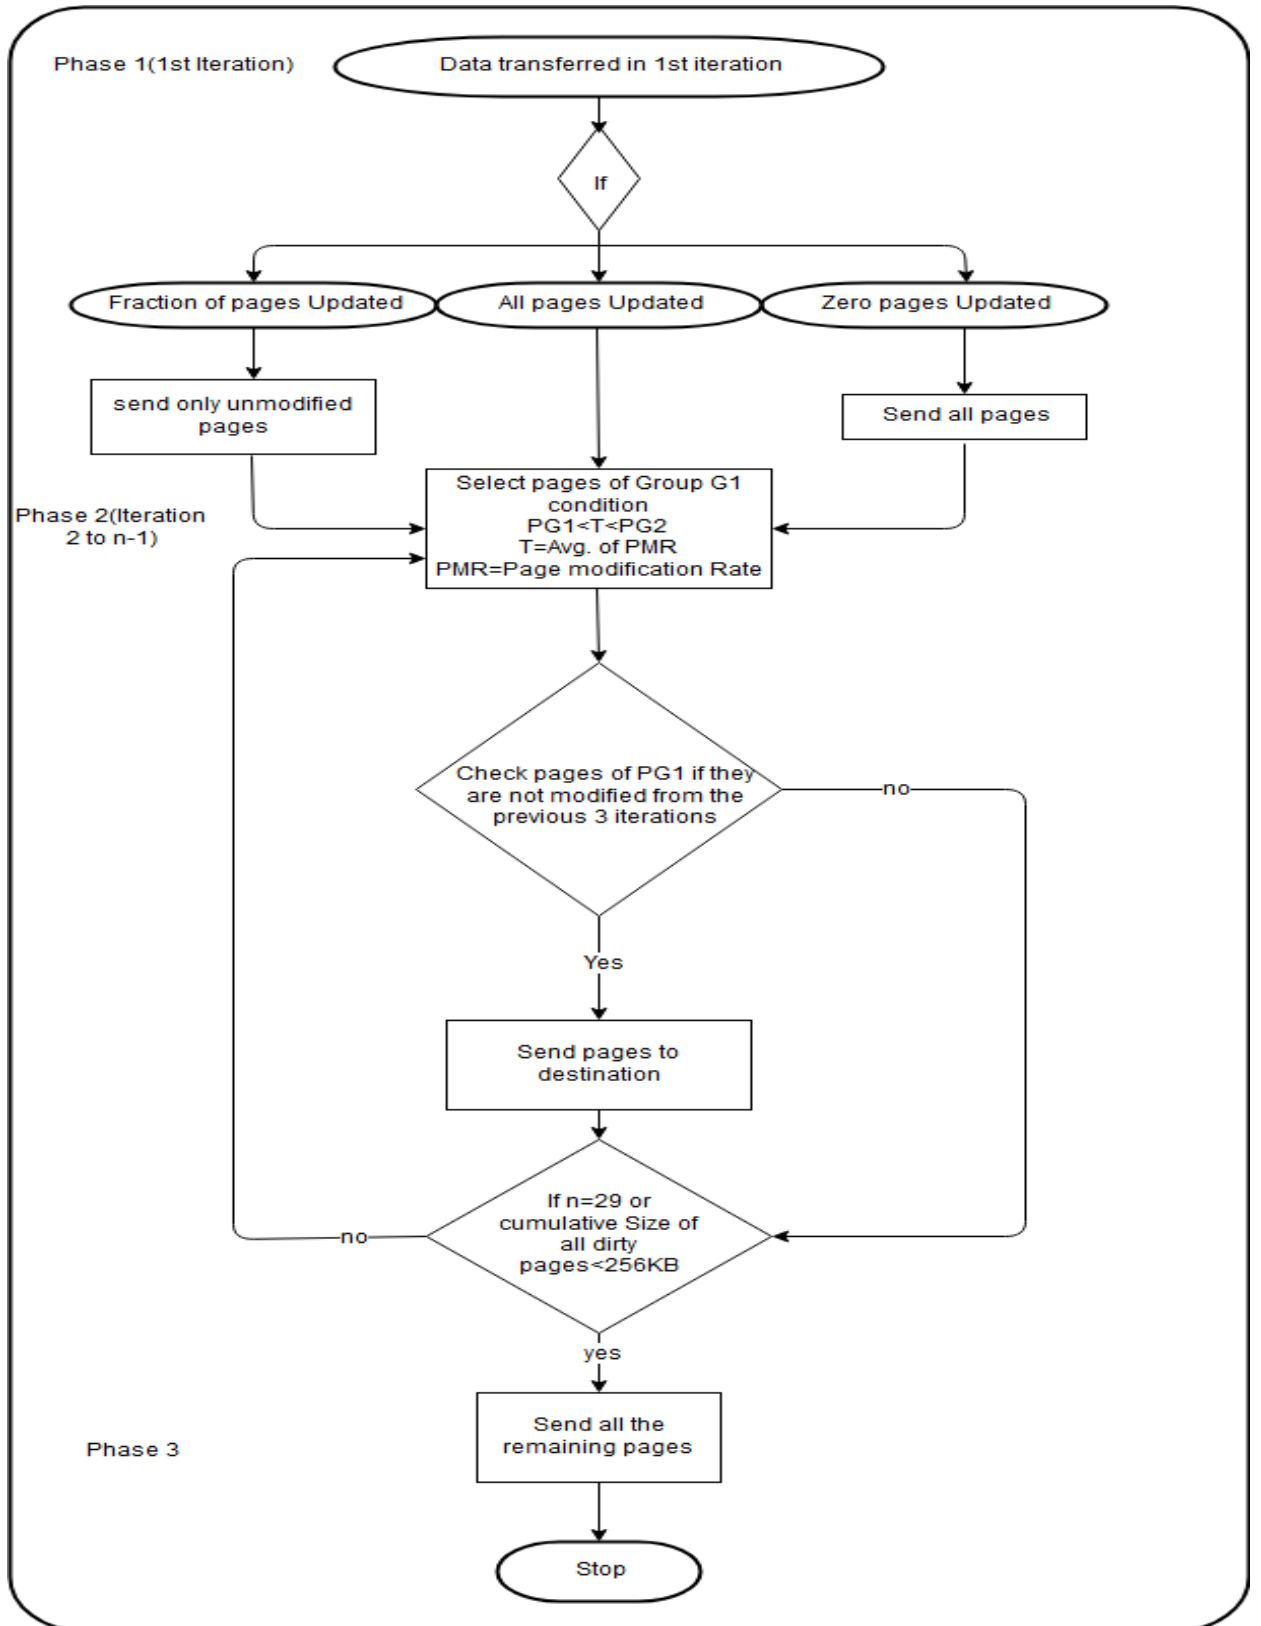 Phase 1(1st Iteration)
Data transferred in 1st iteration
If
Fraction of pages Updated
All pages Updated
Zero pages Updated
send only unmodified
pages
Send all pages
Phase 2(Iteration
2 to n-1)
Select pages of Group G1
condition
PG1<T<PG2
T=Avg. of PMR
PMR=Page modification Rate
Check pages of PG1 if they
are not modified from the
previous 3 iterations
no
Yes
Send pages to
destination
If n=29 or
cumulative Size of
all dirty
pages<256KB
no
yes
Send all the
remaining pages
Phase 3
Stop